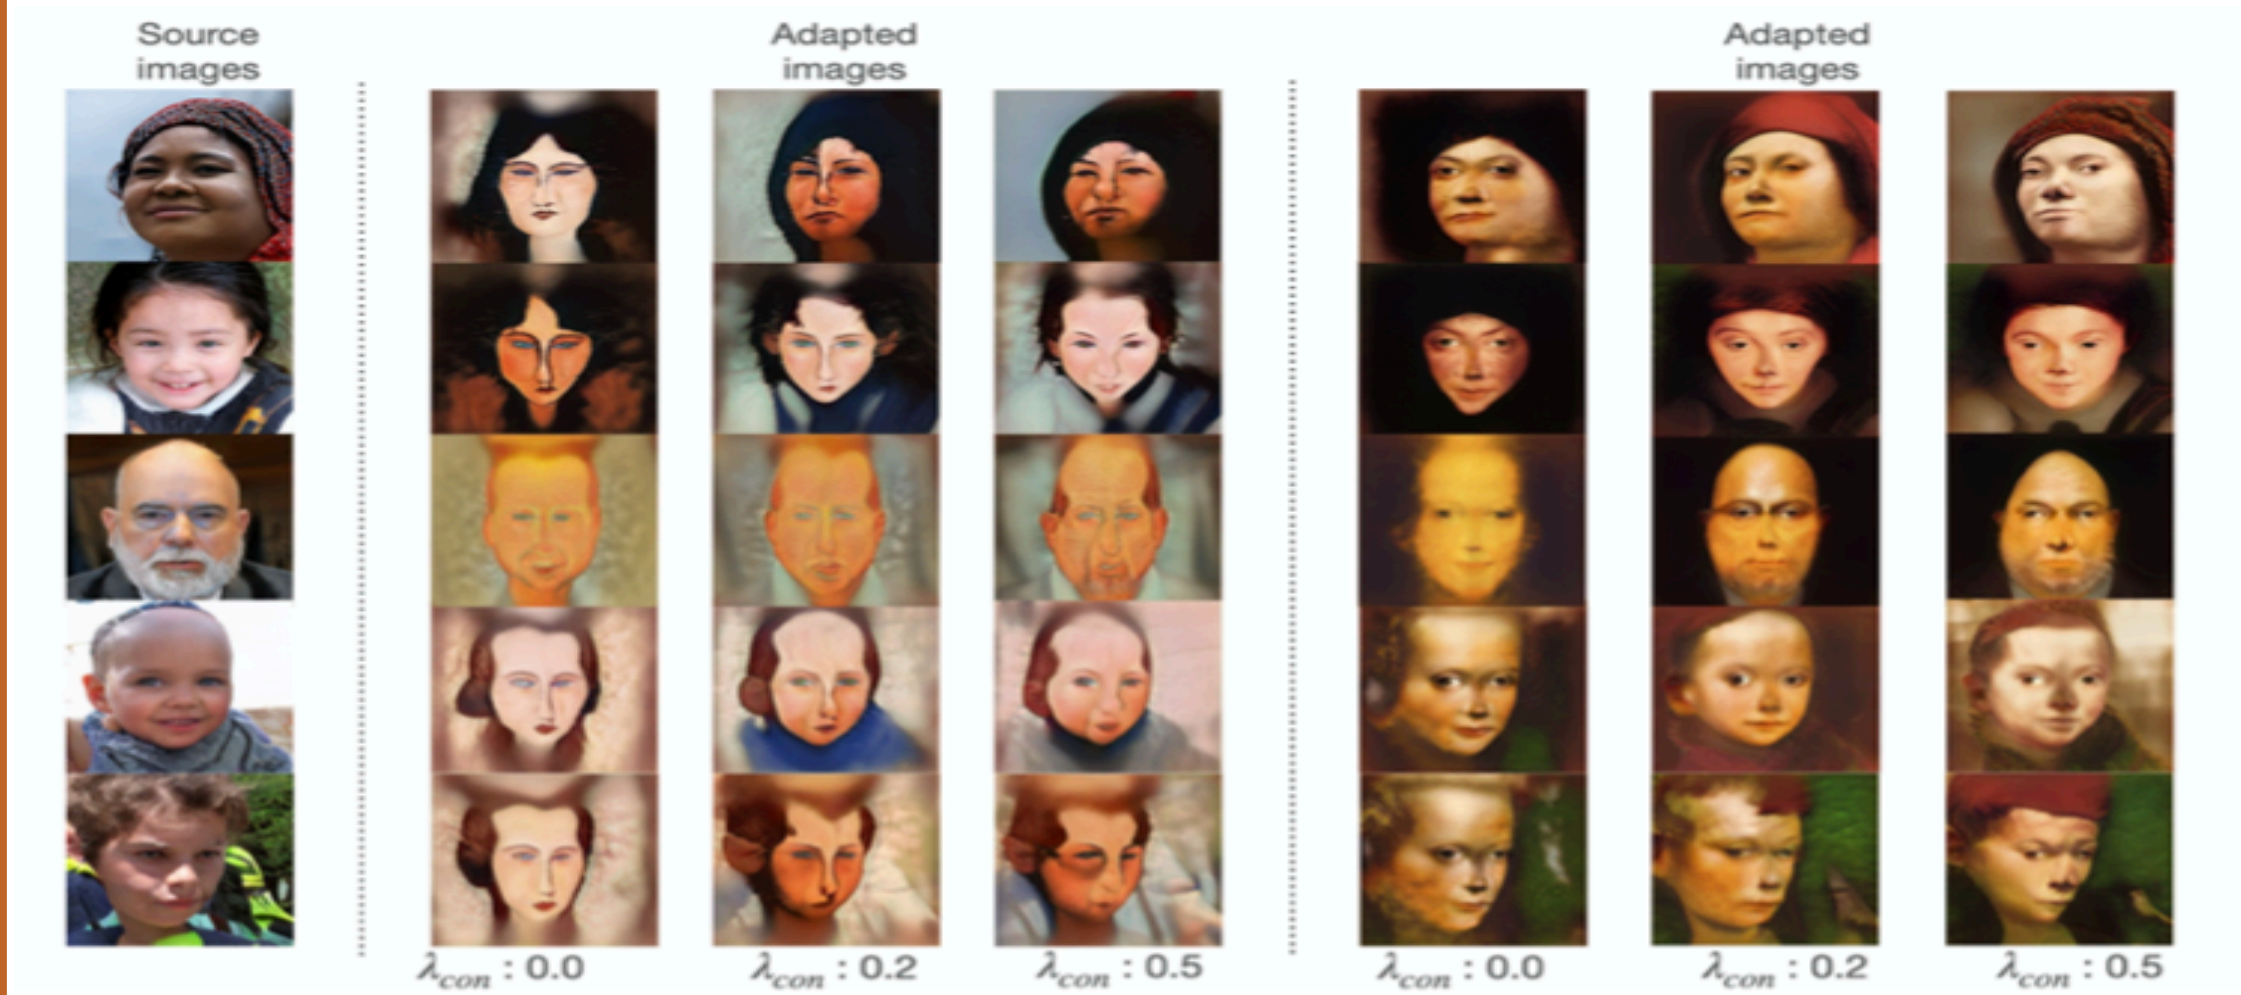 Source
images
Adapted
images
Adapted
images
λcon : 0.0
λcon : 0.2
λcon : 0.5
λcon : 0.0
λcon : 0.2
λcon : 0.5